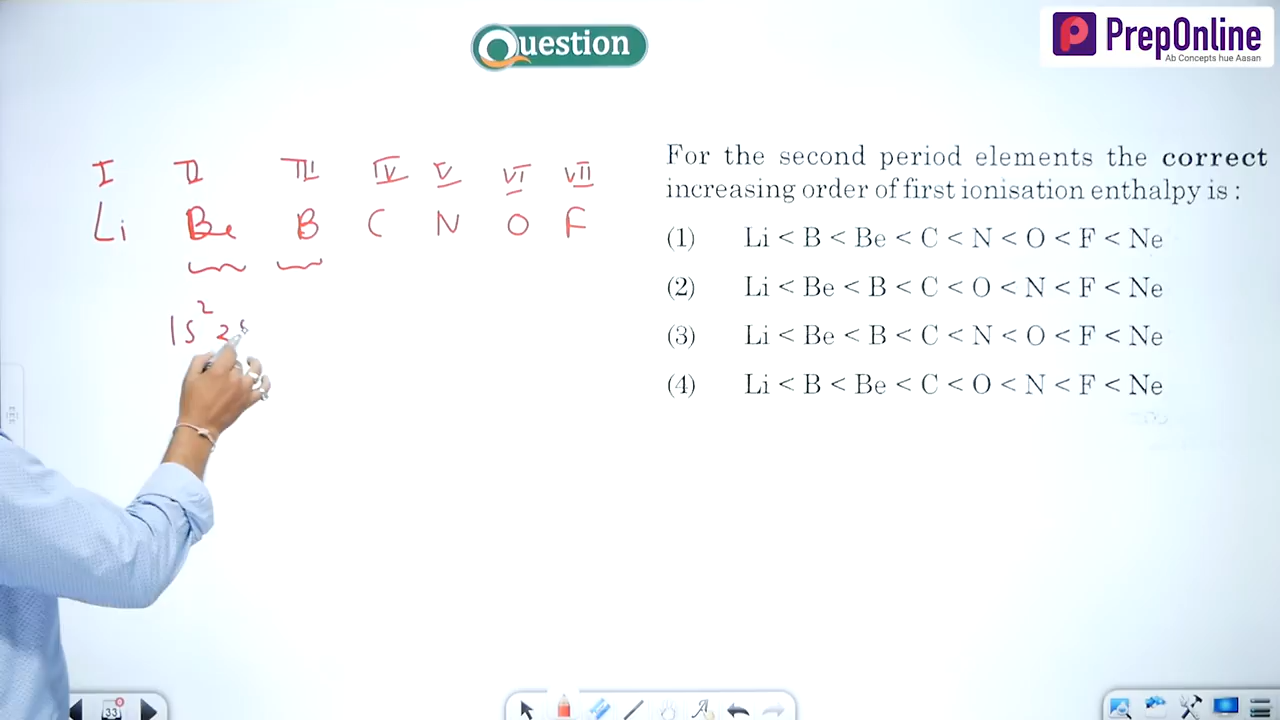 Question
PrepOnline
Ab Concepts hue Aasan
I II III IV V VI VII
Li Be B C N O F
1s² 2s
For the second period elements the correct
increasing order of first ionisation enthalpy is :
(1) Li < B < Be < C < N < O < F < Ne
(2) Li < Be < B < C < O < N < F < Ne
(3) Li < Be < B < C < N < O < F < Ne
(4) Li < B < Be < C < O < N < F < Ne
33